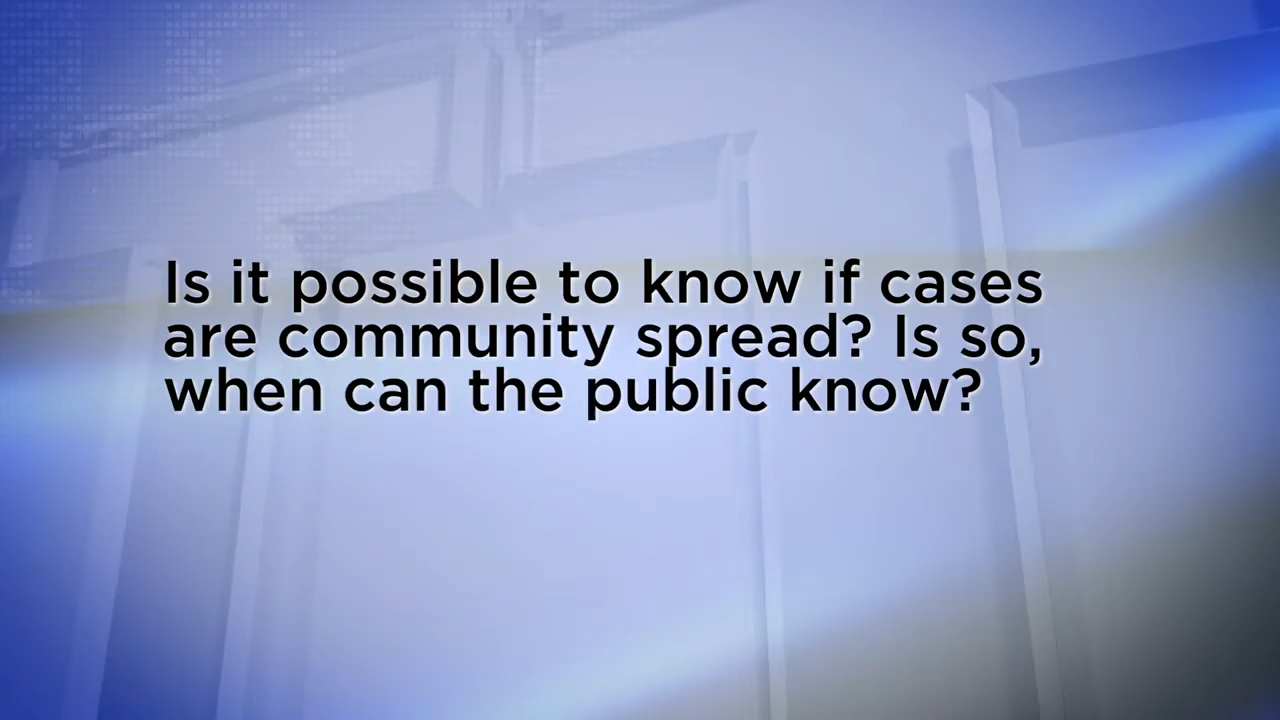 Is it possible to know if cases
are community spread? Is so,
when can the public know?